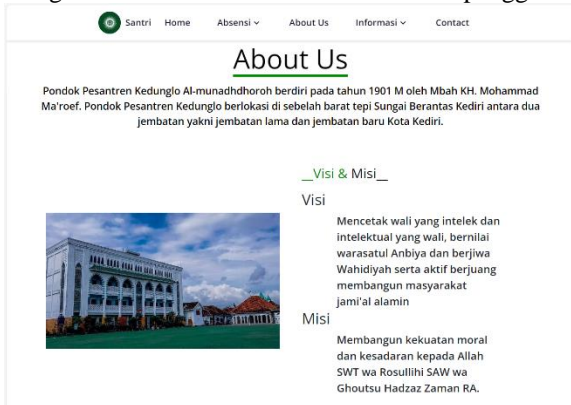 Santri Home Absensi About Us Informasi Contact
About Us
Pondok Pesantren Kedunglo Al-munadhdhoroh berdiri pada tahun 1901 M oleh Mbah KH. Mohammad
Ma'roef. Pondok Pesantren Kedunglo berlokasi di sebelah barat tepi Sungai Berantas Kediri antara dua
jembatan yakni jembatan lama dan jembatan baru Kota Kediri.
__Visi & Misi__
Visi
Mencetak wali yang intelek dan
intelektual yang wali, bernilai
warasatul Anbiya dan berjiwa
Wahidiyah serta aktif berjuang
membangun masyarakat
jami'al alamin
Misi
Membangun kekuatan moral
dan kesadaran kepada Allah
SWT wa Rosullihi SAW wa
Ghoutsu Hadzaz Zaman RA.